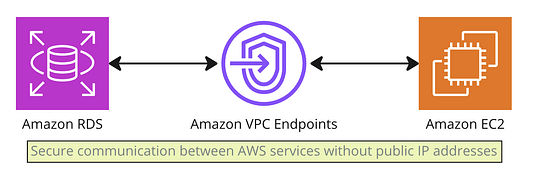 Amazon RDS
Amazon VPC Endpoints
Amazon EC2
Secure communication between AWS services without public IP addresses